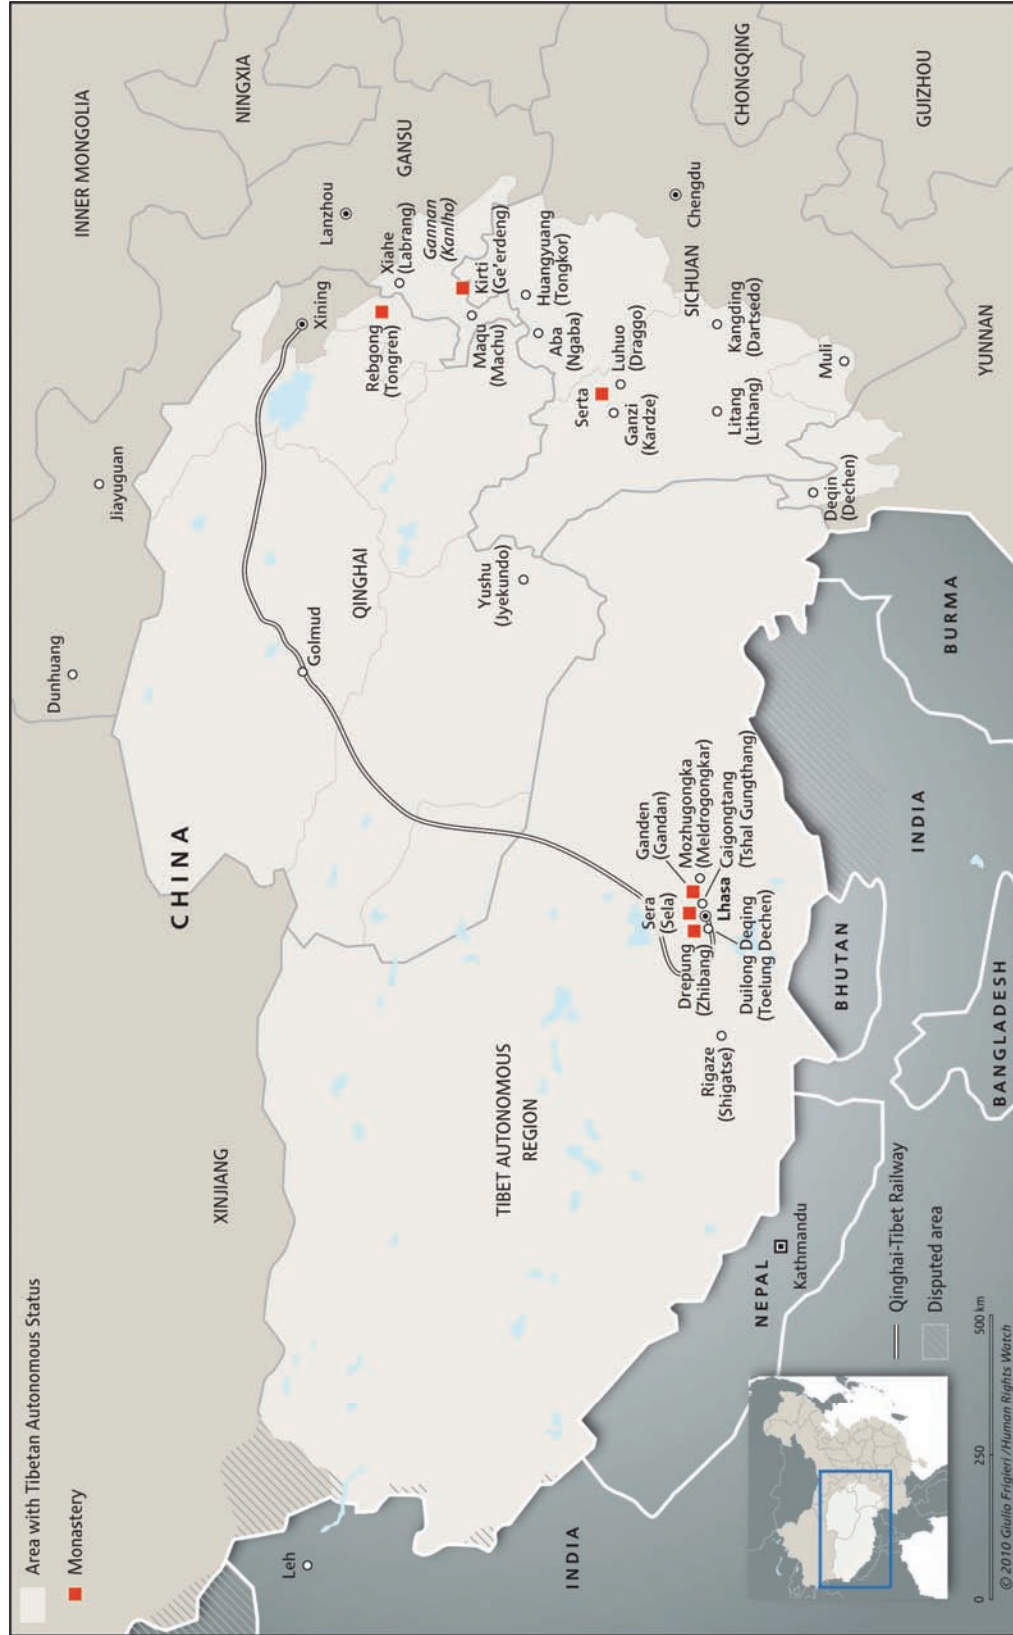 Area with Tibetan Autonomous Status
Monastery
CHINA
INNER MONGOLIA
NINGXIA
GANSU
XINJIANG
Dunhuang
Jiayuguan
Lanzhou
Xining
Golmud
QINGHAI
Xiahe
(Labrang)
Gannan
(Kanlho)
Rebgong
(Tongren)
Kirti
(Ge'erdeng)
Maqu
(Machu)
Huangyuang
(Tongkor)
Aba
(Ngaba)
Yushu
(Jyekundo)
Serta
Luhuo
(Draggo)
Ganzi
(Kardze)
SICHUAN
Chengdu
CHONGQING
Kangding
(Dartsedo)
Litang
(Lithang)
Muli
Deqin
(Dechen)
GUIZHOU
YUNNAN
TIBET AUTONOMOUS
REGION
Ganden
(Gandan)
Sera
(Sela)
Mozhugongka
(Meldrogongkar)
Caigongtang
(Tshal Gungthang)
Lhasa
Drepung
(Zhibang)
Duilong Deqing
(Toelung Dechen)
Rigaze
(Shigatse)
Leh
INDIA
NEPAL
Kathmandu
BHUTAN
INDIA
BURMA
BANGLADESH
Qinghai-Tibet Railway
Disputed area
0 250 500 km
© 2010 Giulio Frigieri /Human Rights Watch